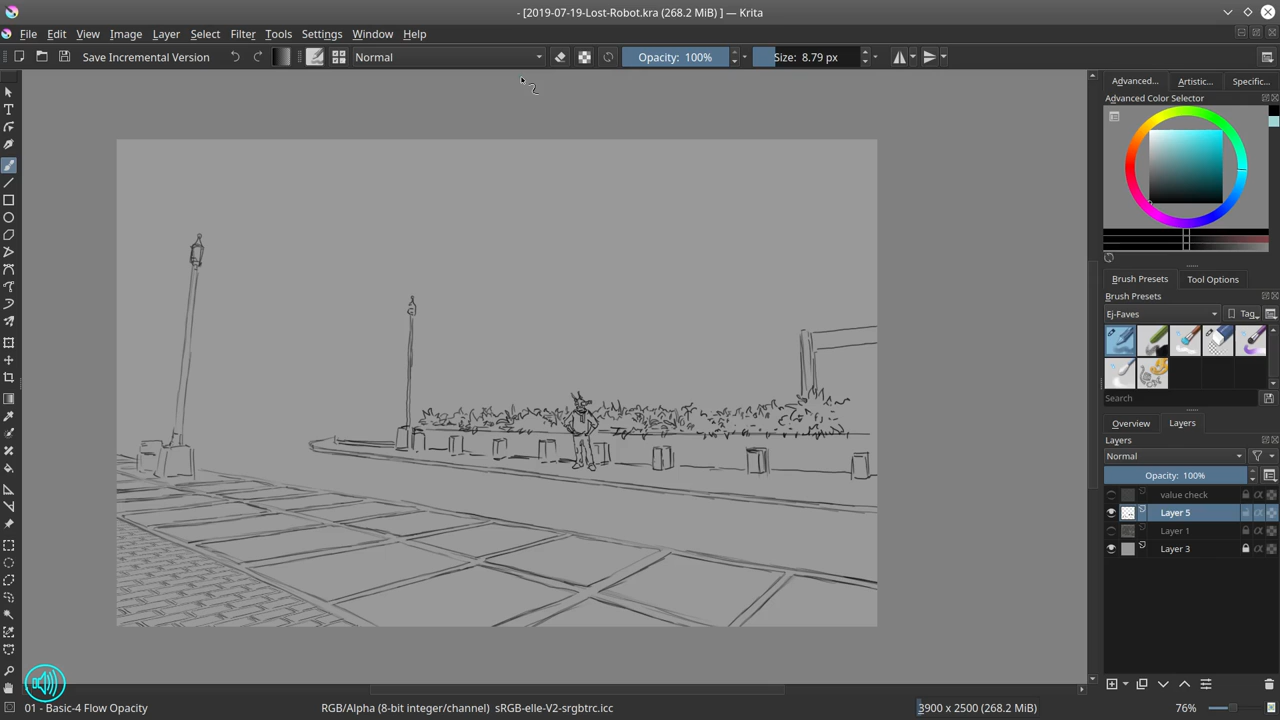 - [2019-07-19-Lost-Robot.kra (268.2 MiB) ] — Krita
File Edit View Image Layer Select Filter Tools Settings Window Help
Save Incremental Version Normal Opacity: 100% Size: 8.79 px
Advanced... Artistic... Specific...
Advanced Color Selector
Brush Presets Tool Options
Brush Presets
Ej-Faves Tag
Search
Overview Layers
Layers
Normal
Opacity: 100%
value check
Layer 5
Layer 1
Layer 3
01 - Basic-4 Flow Opacity RGB/Alpha (8-bit integer/channel) sRGB-elle-V2-srgbtrc.icc 3900 x 2500 (268.2 MiB) 76%